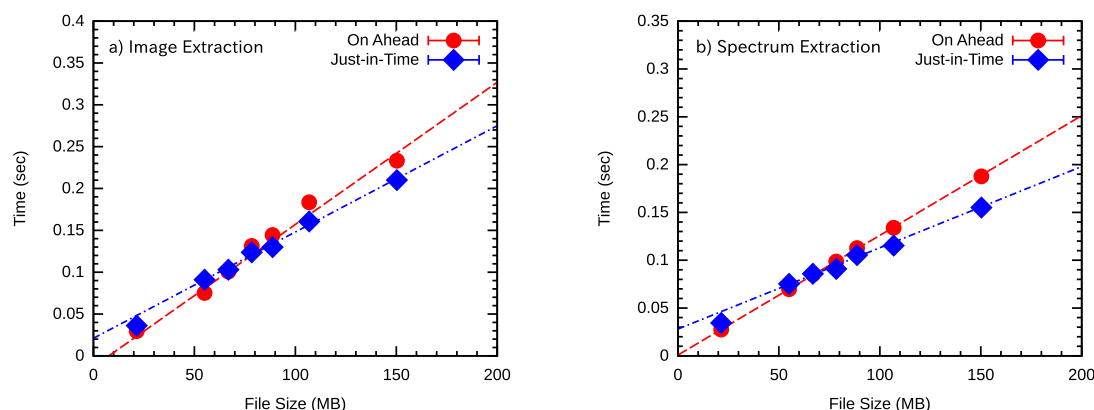 a) Image Extraction
On Ahead
Just-in-Time
0.4
0.35
0.3
0.25
0.2
0.15
0.1
0.05
0
Time (sec)
0 50 100 150 200
File Size (MB)
b) Spectrum Extraction
On Ahead
Just-in-Time
0.35
0.3
0.25
0.2
0.15
0.1
0.05
0
Time (sec)
0 50 100 150 200
File Size (MB)